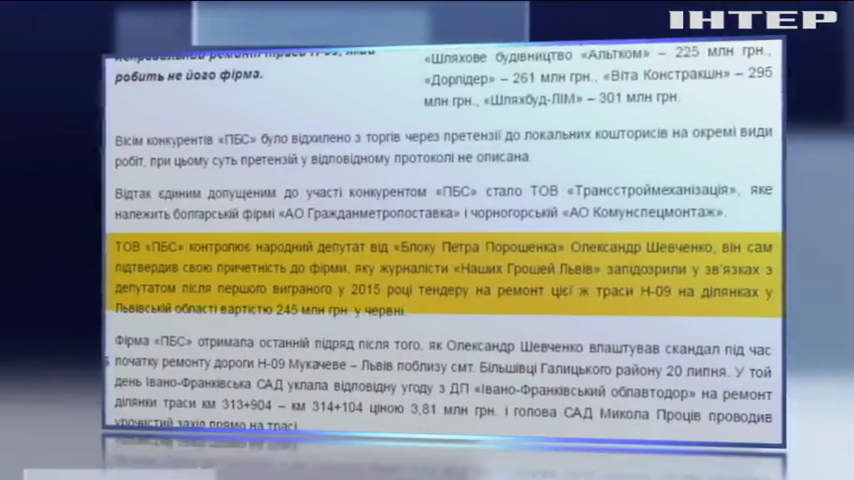 ІНТЕР
робить не його фірма.
«Шляхове будівництво «Альтком» – 225 млн грн.,
«Дорлідер» – 261 млн грн., «Віта Констракшн» – 295
млн грн., «Шляхбуд-ЛІМ» – 301 млн грн.
Вісім конкурентів «ПБС» було відхилено з торгів через претензії до локальних кошторисів на окремі види
робіт, при цьому суть претензій у відповідному протоколі не описана.
Відтак єдиним допущеним до участі конкурентом «ПБС» стало ТОВ «Трансстроймеханізація», яке
належить болгарській фірмі «АО Гражданметропоставка» і чорногорській «АО Комунспецмонтаж».
ТОВ «ПБС» контролює народний депутат від «Блоку Петра Порошенка» Олександр Шевченко, він сам
підтвердив свою причетність до фірми, яку журналісти «Наших Грошей.Львів» запідозрили у зв'язках з
депутатом після першого виграного у 2015 році тендеру на ремонт цієї ж траси Н-09 на ділянках у
Львівській області вартістю 245 млн грн. у червні.
Фірма «ПБС» отримала останній підряд після того, як Олександр Шевченко влаштував скандал під час
початку ремонту дороги Н-09 Мукачеве – Львів поблизу смт. Більшівці Галицького району 20 липня. У той
день Івано-Франківська САД уклала відповідну угоду з ДП «Івано-Франківський облавтодор» на ремонт
ділянки траси км 313+904 – км 314+104 ціною 3,81 млн грн. і голова САД Микола Проців проводив
урочистий захід прямо на трасі.